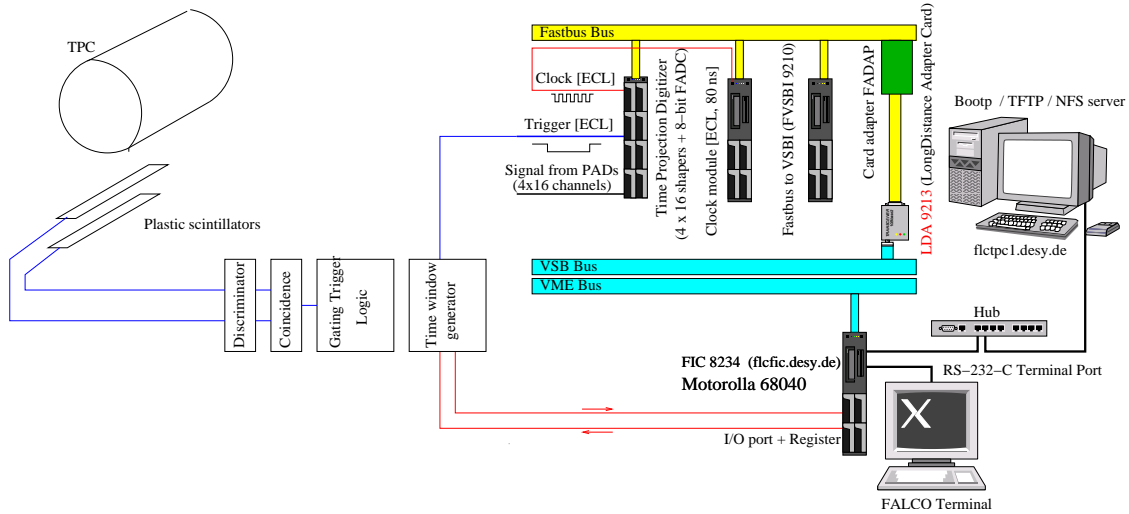 TPC
Plastic scintillators
Discriminator
Coincidence
Gating Trigger
Logic
Time window
generator
Fastbus Bus
Clock [ECL]
Trigger [ECL]
Signal from PADs
(4x16 channels)
Time Projection Digitizer
(4 x 16 shapers + 8−bit FADC)
Clock module [ECL, 80 ns]
Fastbus to VSBI (FVSBI 9210)
Card adapter FADAP
LDA 9213 (LongDistance Adapter Card)
TRANSCEIVER
VSB Bus
VME Bus
Bootp / TFTP / NFS server
flctpc1.desy.de
Hub
FIC 8234 (flcfic.desy.de)
Motorolla 68040
RS−232−C Terminal Port
I/O port + Register
X
FALCO Terminal